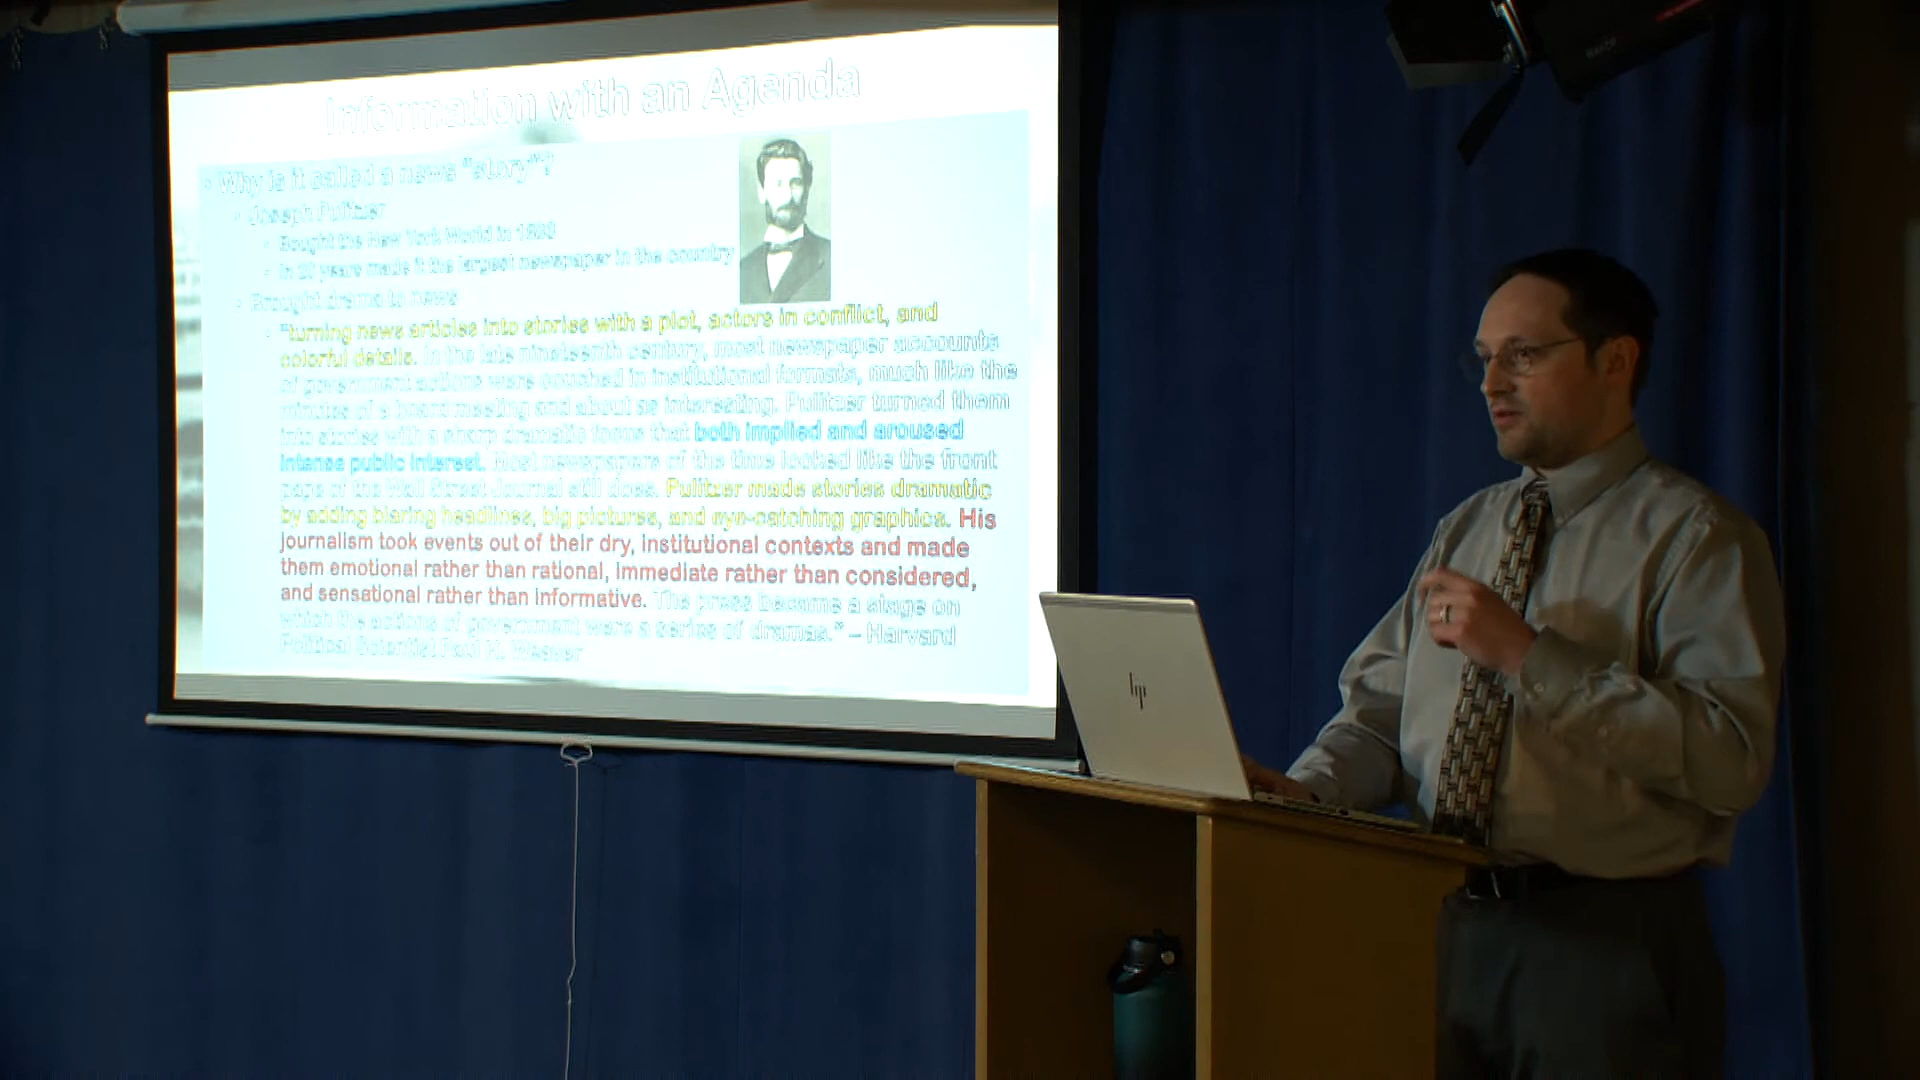 Information with an Agenda
• Why is it called a news "story"?
Joseph Pulitzer
Bought the New York World in 1883
In 20 years made it the largest newspaper in the country
Brought drama to news
"turning news articles into stories with a plot, actors in conflict, and
colorful details. In the late nineteenth century, most newspaper accounts
of government actions were couched in institutional formats, much like the
minutes of a board meeting and about as interesting. Pulitzer turned them
into stories with a sharp dramatic focus that both implied and aroused
intense public interest. Most newspapers of the time looked like the front
page of the Wall Street Journal still does. Pulitzer made stories dramatic
by adding blaring headlines, big pictures, and eye-catching graphics. His
journalism took events out of their dry, institutional contexts and made
them emotional rather than rational, immediate rather than considered,
and sensational rather than informative. The press became a stage on
which the actions of government were a series of dramas." – Harvard
Political Scientist Paul H. Weaver
hp